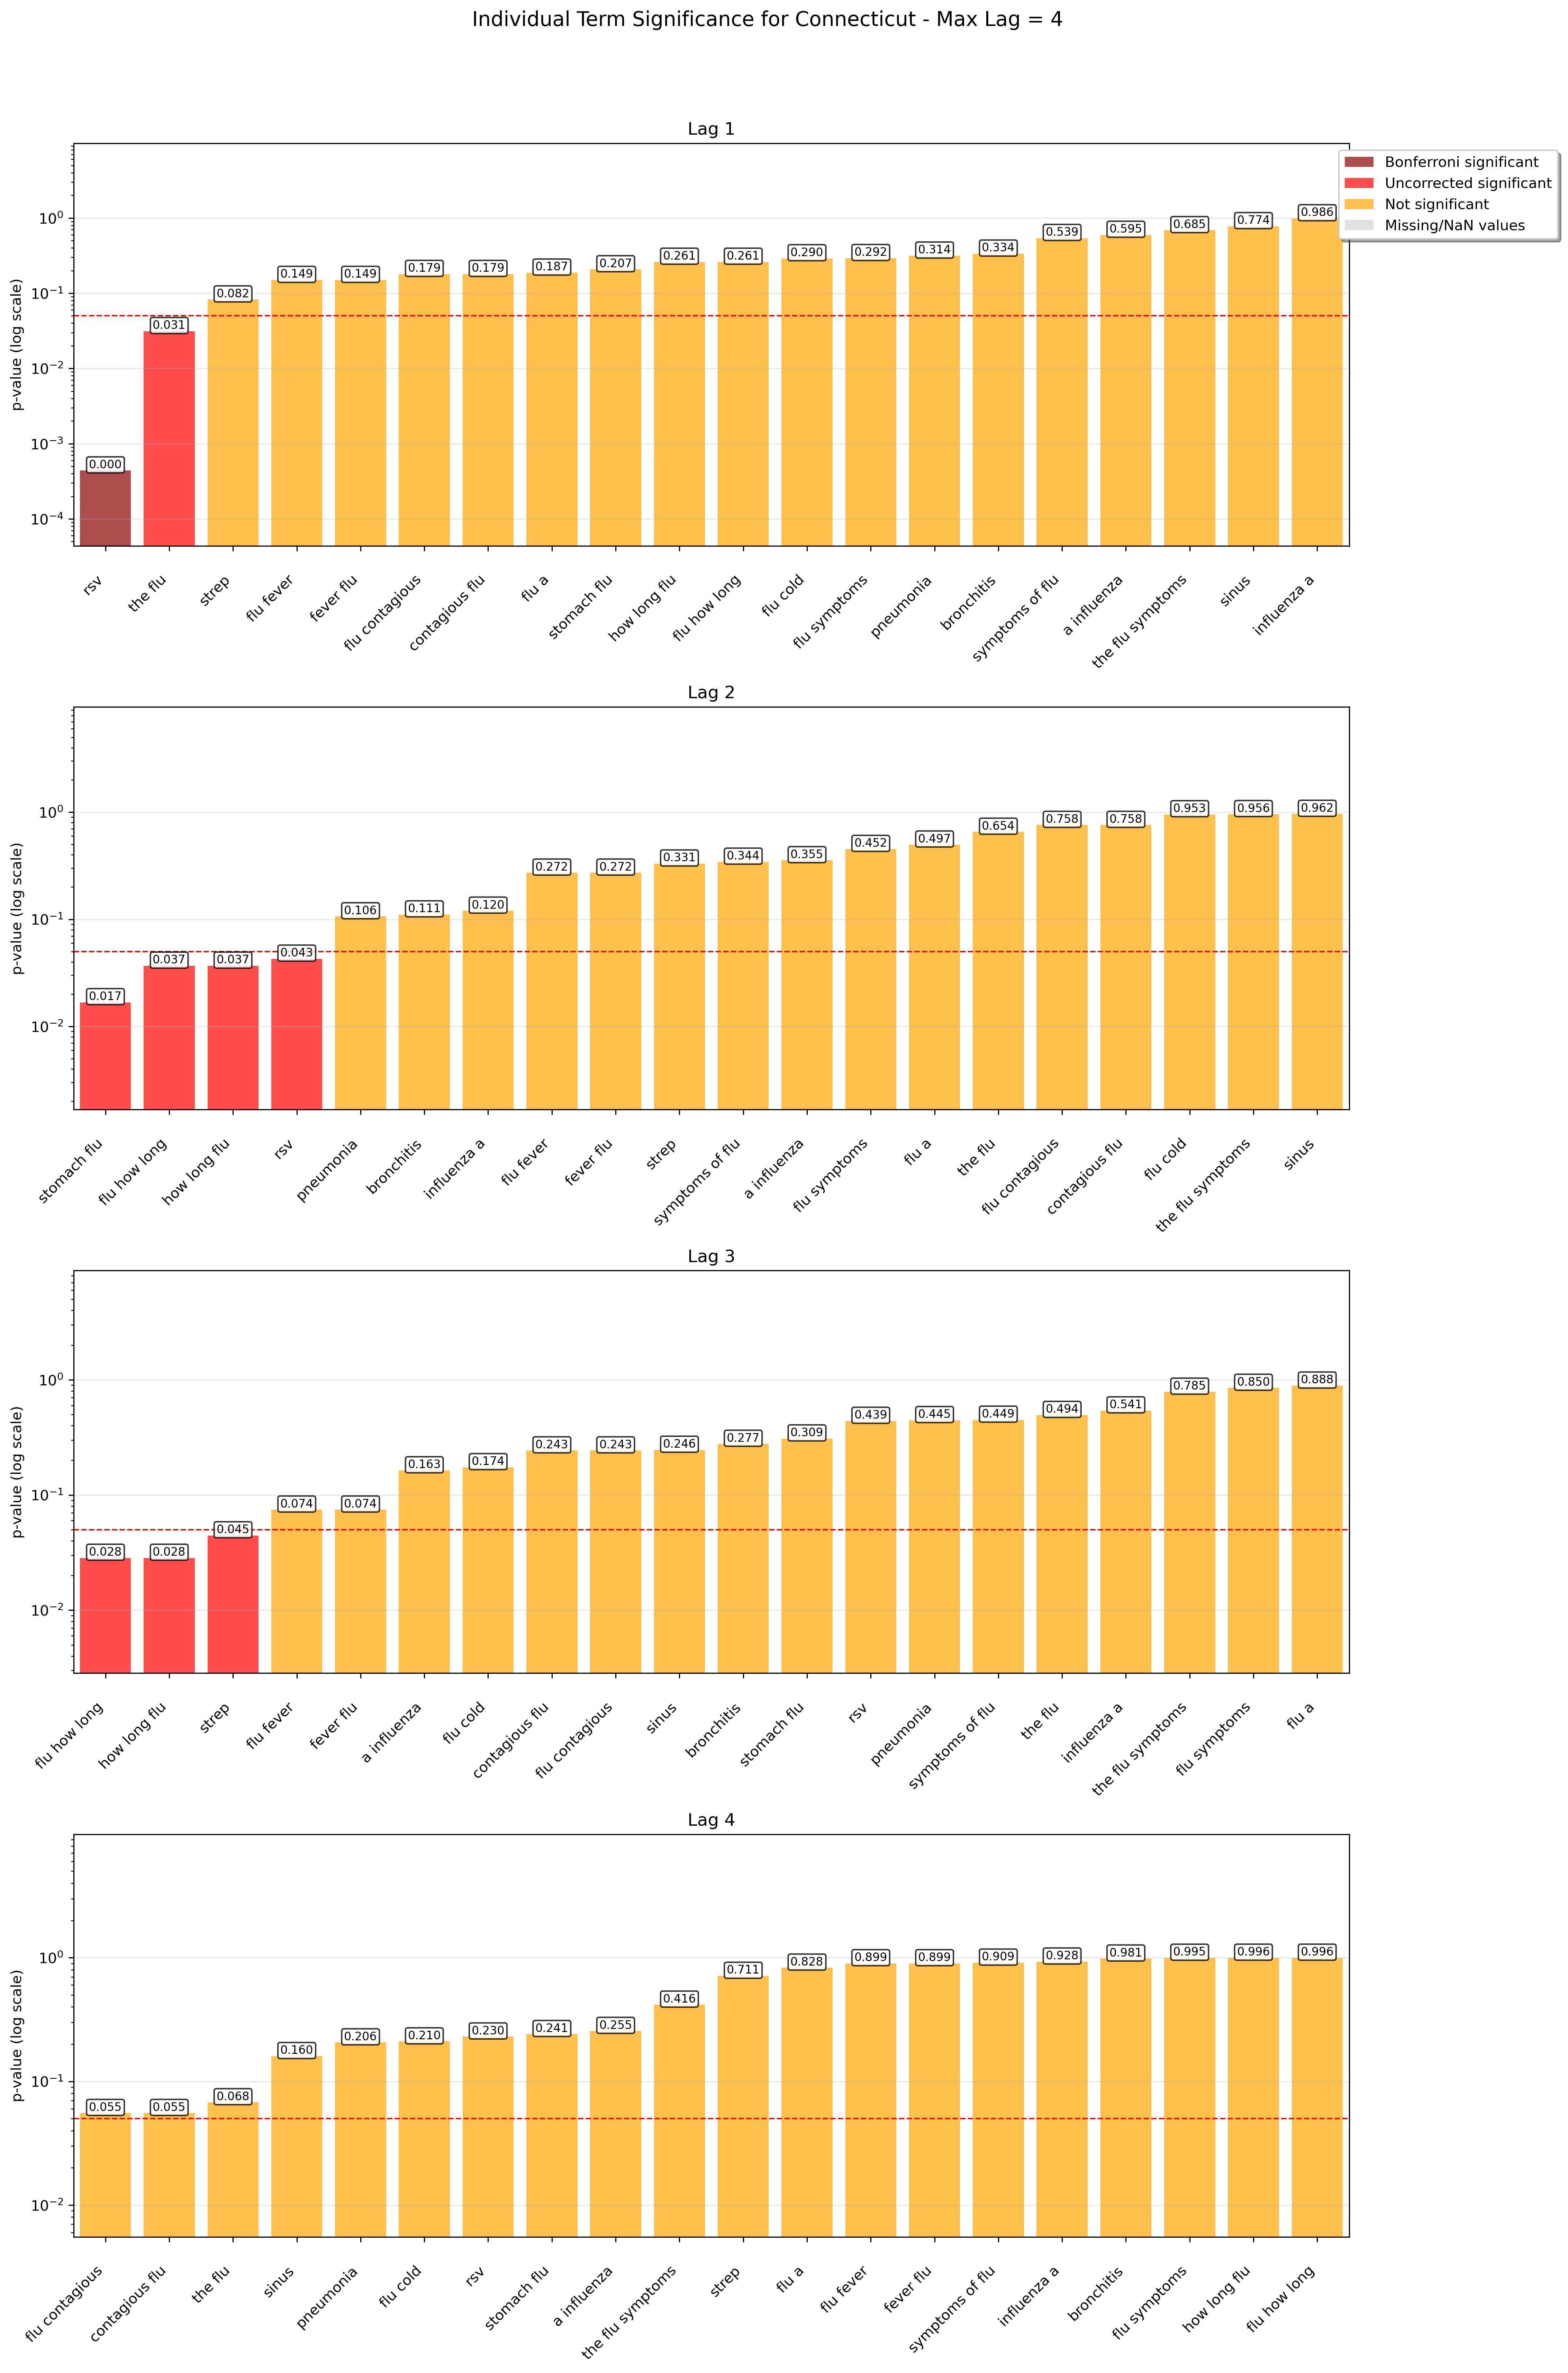 Individual Term Significance for Connecticut - Max Lag = 4
Lag 1
Bonferroni significant
Uncorrected significant
Not significant
Missing/NaN values
p-value (log scale)
10^0
10^-1
10^-2
10^-3
10^-4
0.000 0.031 0.082 0.149 0.149 0.179 0.179 0.187 0.207 0.261 0.261 0.290 0.292 0.314 0.334 0.539 0.595 0.685 0.774 0.986
rsv
the flu
strep
flu fever
fever flu
flu contagious
contagious flu
flu a
stomach flu
how long flu
flu how long
flu cold
flu symptoms
pneumonia
bronchitis
symptoms of flu
a influenza
the flu symptoms
sinus
influenza a
Lag 2
p-value (log scale)
10^0
10^-1
10^-2
0.017 0.037 0.037 0.043 0.106 0.111 0.120 0.272 0.272 0.331 0.344 0.355 0.452 0.497 0.654 0.758 0.758 0.953 0.956 0.962
stomach flu
flu how long
how long flu
rsv
pneumonia
bronchitis
influenza a
flu fever
fever flu
strep
symptoms of flu
a influenza
flu symptoms
flu a
the flu
flu contagious
contagious flu
flu cold
the flu symptoms
sinus
Lag 3
p-value (log scale)
10^0
10^-1
10^-2
0.028 0.028 0.045 0.074 0.074 0.163 0.174 0.243 0.243 0.246 0.277 0.309 0.439 0.445 0.449 0.494 0.541 0.785 0.850 0.888
flu how long
how long flu
strep
flu fever
fever flu
a influenza
flu cold
contagious flu
flu contagious
sinus
bronchitis
stomach flu
rsv
pneumonia
symptoms of flu
the flu
influenza a
the flu symptoms
flu symptoms
flu a
Lag 4
p-value (log scale)
10^0
10^-1
10^-2
0.055 0.055 0.068 0.160 0.206 0.210 0.230 0.241 0.255 0.416 0.711 0.828 0.899 0.899 0.909 0.928 0.981 0.995 0.996 0.996
flu contagious
contagious flu
the flu
sinus
pneumonia
flu cold
rsv
stomach flu
a influenza
the flu symptoms
strep
flu a
flu fever
fever flu
symptoms of flu
influenza a
bronchitis
flu symptoms
how long flu
flu how long